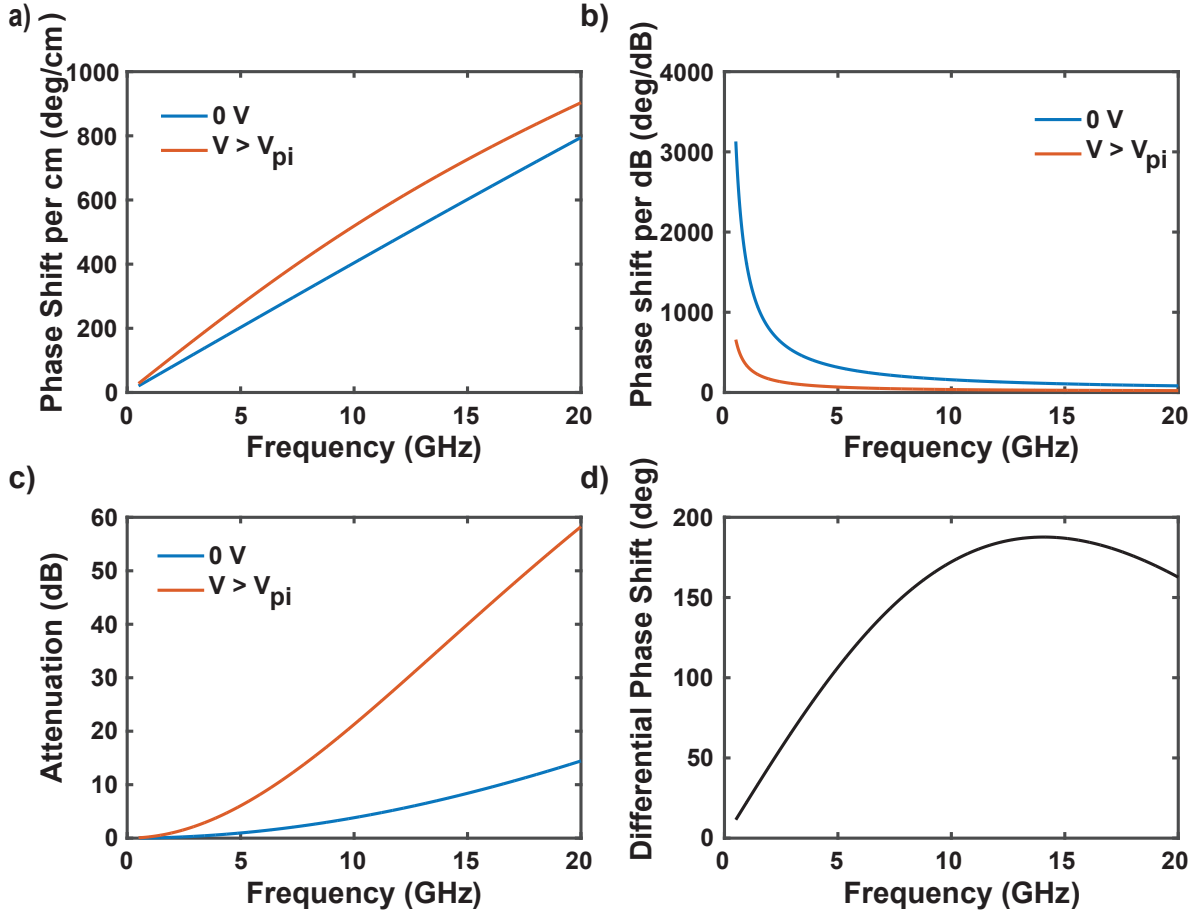 a)
Phase Shift per cm (deg/cm)
1000
800
600
400
200
0
0 V
V > Vpi
0
5
10
15
20
Frequency (GHz)
b)
Phase shift per dB (deg/dB)
4000
3000
2000
1000
0
0 V
V > Vpi
0
5
10
15
20
Frequency (GHz)
c)
Attenuation (dB)
60
50
40
30
20
10
0
0 V
V > Vpi
0
5
10
15
20
Frequency (GHz)
d)
Differential Phase Shift (deg)
200
150
100
50
0
0
5
10
15
20
Frequency (GHz)